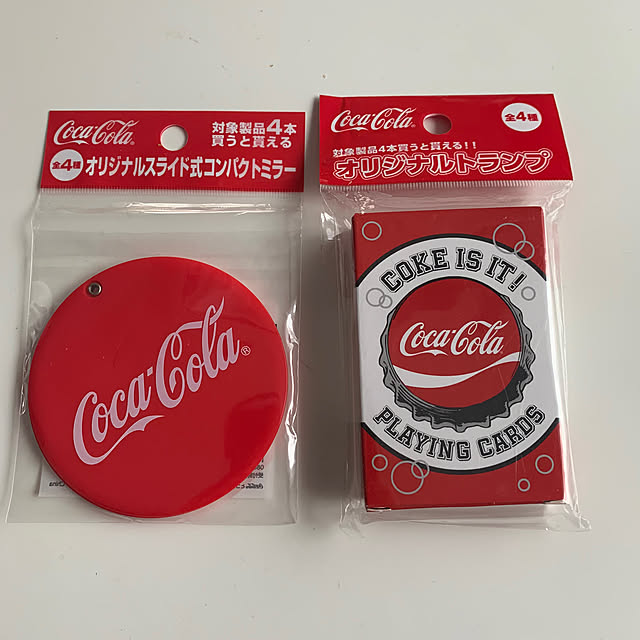 Coca-Cola
対象製品4本
買うと貰える
全4種
オリジナルスライド式コンパクトミラー
Coca-Cola®
Coca-Cola
全4種
対象製品4本買うと貰える!!
オリジナルトランプ
COKE IS IT!
Coca-Cola
PLAYING CARDS